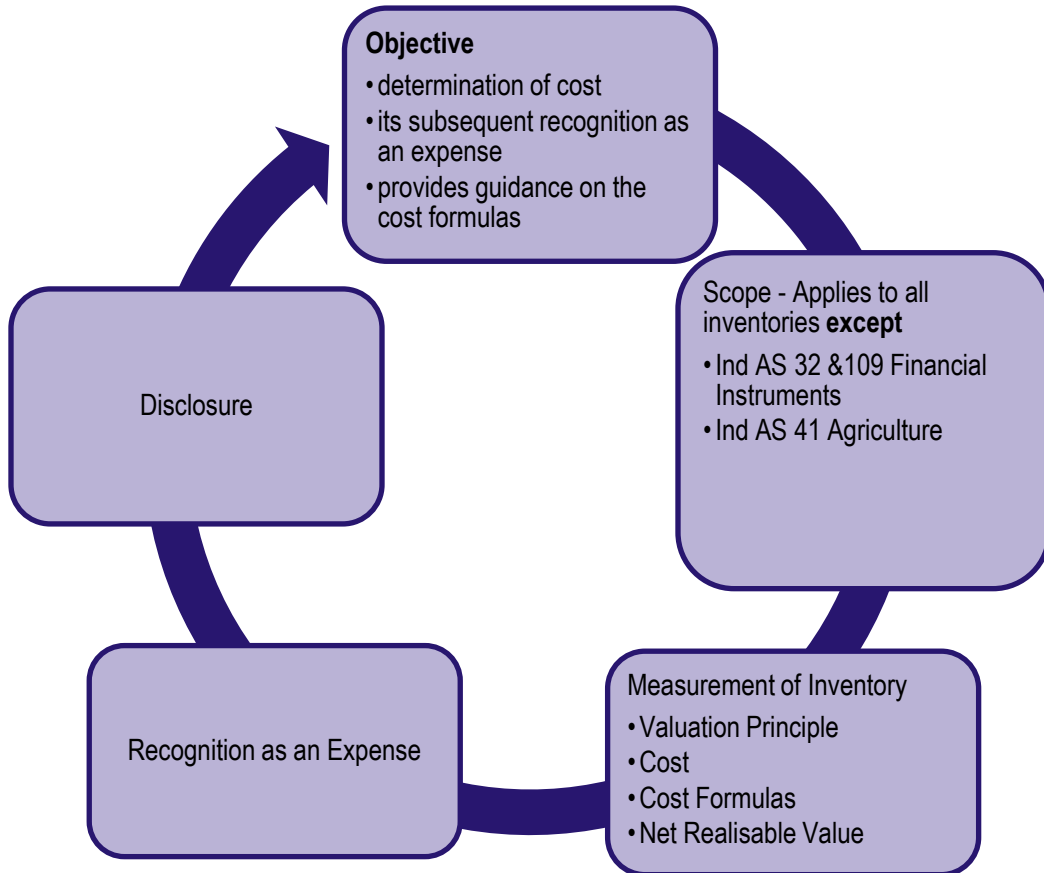 Objective
• determination of cost
• its subsequent recognition as
an expense
• provides guidance on the
cost formulas
Scope - Applies to all
inventories except
• Ind AS 32 &109 Financial
Instruments
• Ind AS 41 Agriculture
Measurement of Inventory
• Valuation Principle
• Cost
• Cost Formulas
• Net Realisable Value
Recognition as an Expense
Disclosure